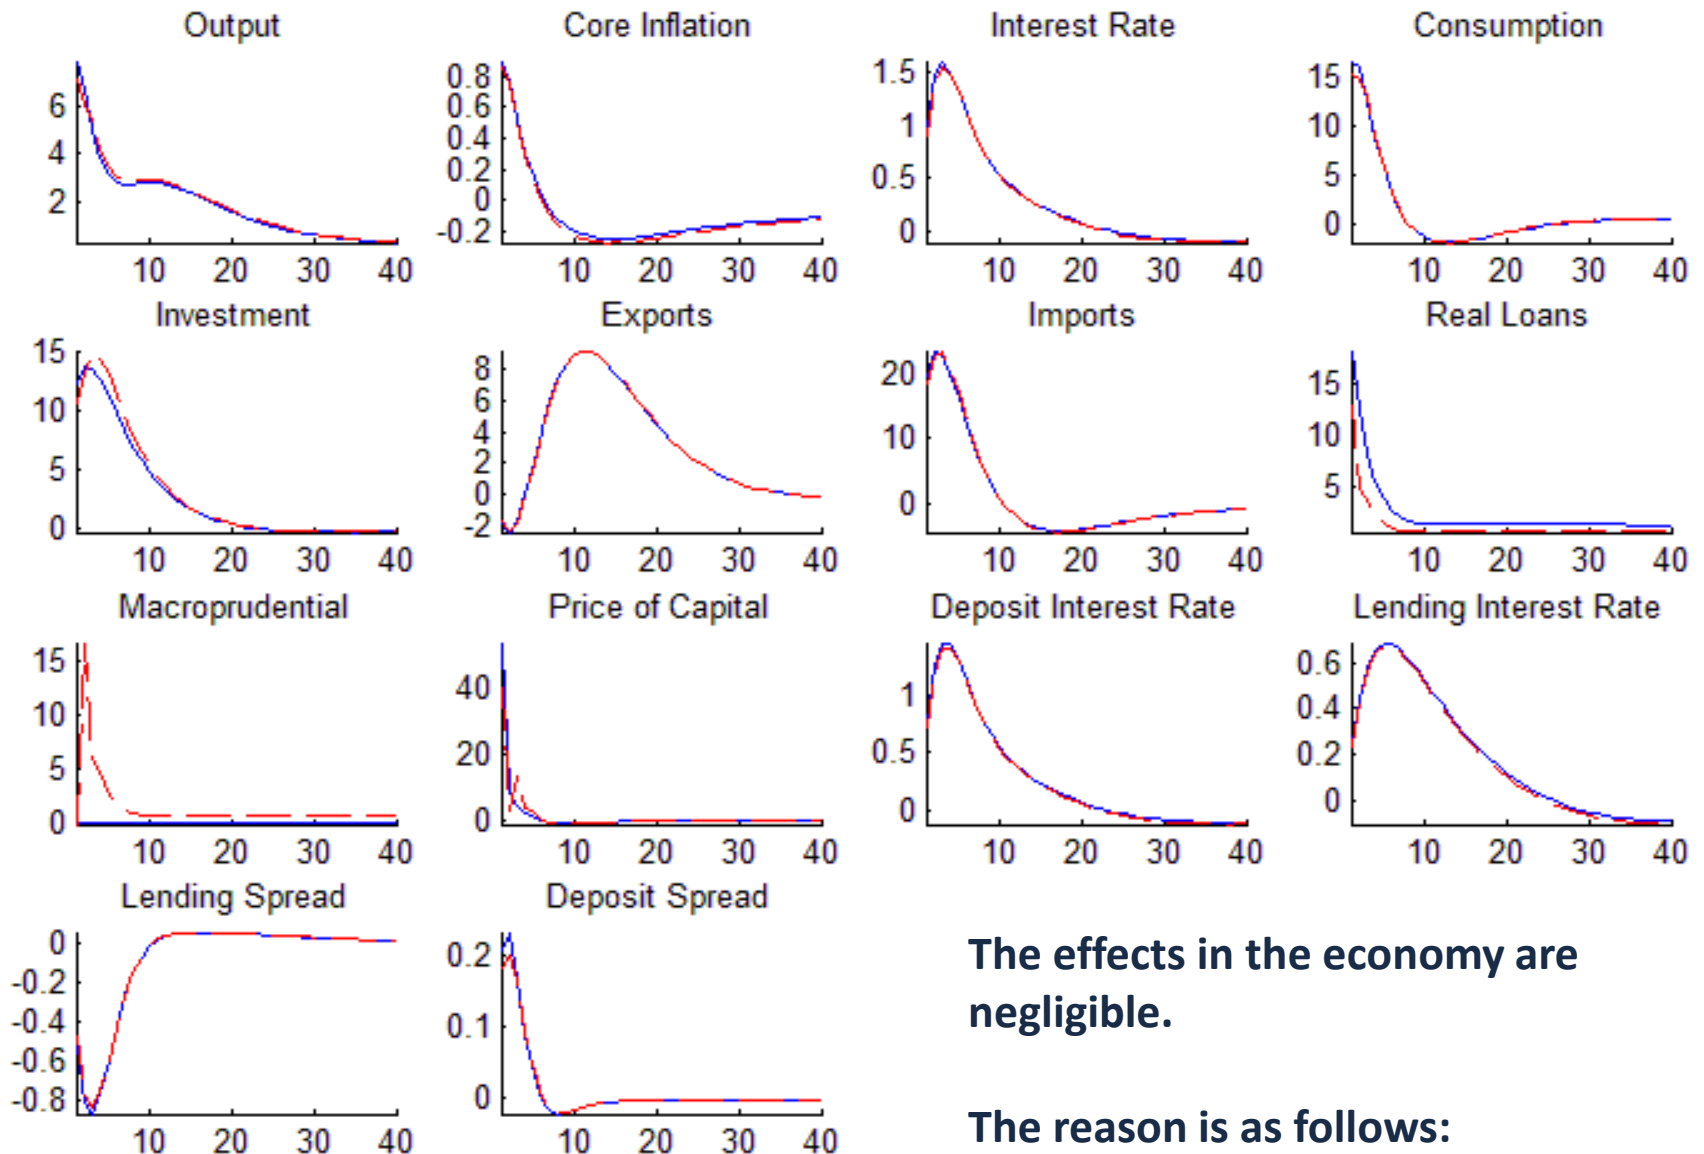 Output
Core Inflation
Interest Rate
Consumption
6
4
2
10 20 30 40
0.8
0.6
0.4
0.2
0
-0.2
10 20 30 40
1.5
1
0.5
0
10 20 30 40
15
10
5
0
10 20 30 40
Investment
Exports
Imports
Real Loans
15
10
5
0
10 20 30 40
8
6
4
2
0
-2
10 20 30 40
20
10
0
10 20 30 40
15
10
5
10 20 30 40
Macroprudential
Price of Capital
Deposit Interest Rate
Lending Interest Rate
15
10
5
0
10 20 30 40
40
20
0
10 20 30 40
1
0.5
0
10 20 30 40
0.6
0.4
0.2
0
10 20 30 40
Lending Spread
Deposit Spread
0
-0.2
-0.4
-0.6
-0.8
10 20 30 40
0.2
0.1
0
10 20 30 40
The effects in the economy are
negligible.
The reason is as follows: